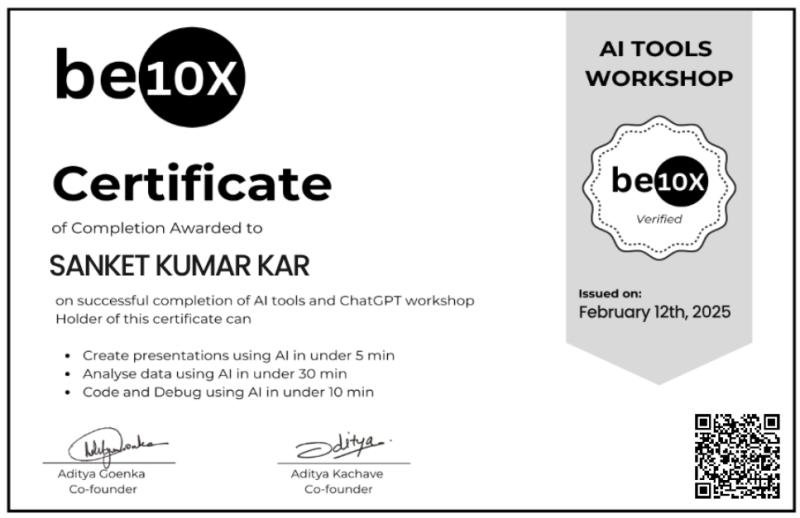 be10X
Certificate
of Completion Awarded to
SANKET KUMAR KAR
on successful completion of AI tools and ChatGPT workshop
Holder of this certificate can
• Create presentations using AI in under 5 min
• Analyse data using AI in under 30 min
• Code and Debug using AI in under 10 min
Aditya Goenka
Co-founder
Aditya
Aditya Kachave
Co-founder
AI TOOLS
WORKSHOP
be10X
Verified
Issued on:
February 12th, 2025